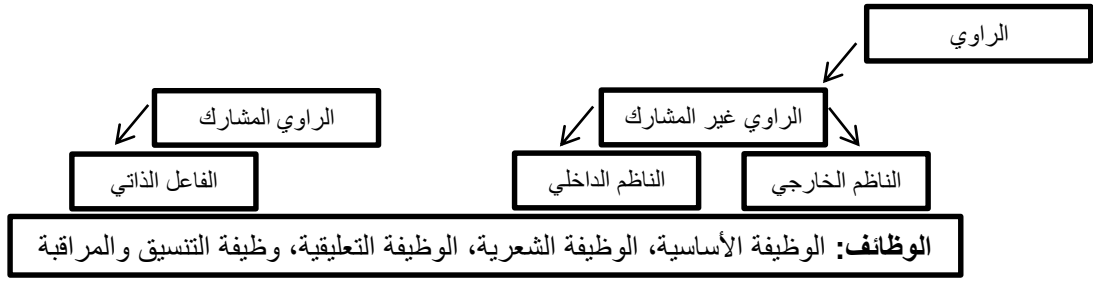 الراوي
الراوي غير المشارك
الراوي المشارك
الناظم الخارجي
الناظم الداخلي
الفاعل الذاتي
الوظائف: الوظيفة الأساسية، الوظيفة الشعرية، الوظيفة التعليقية، وظيفة التنسيق والمراقبة